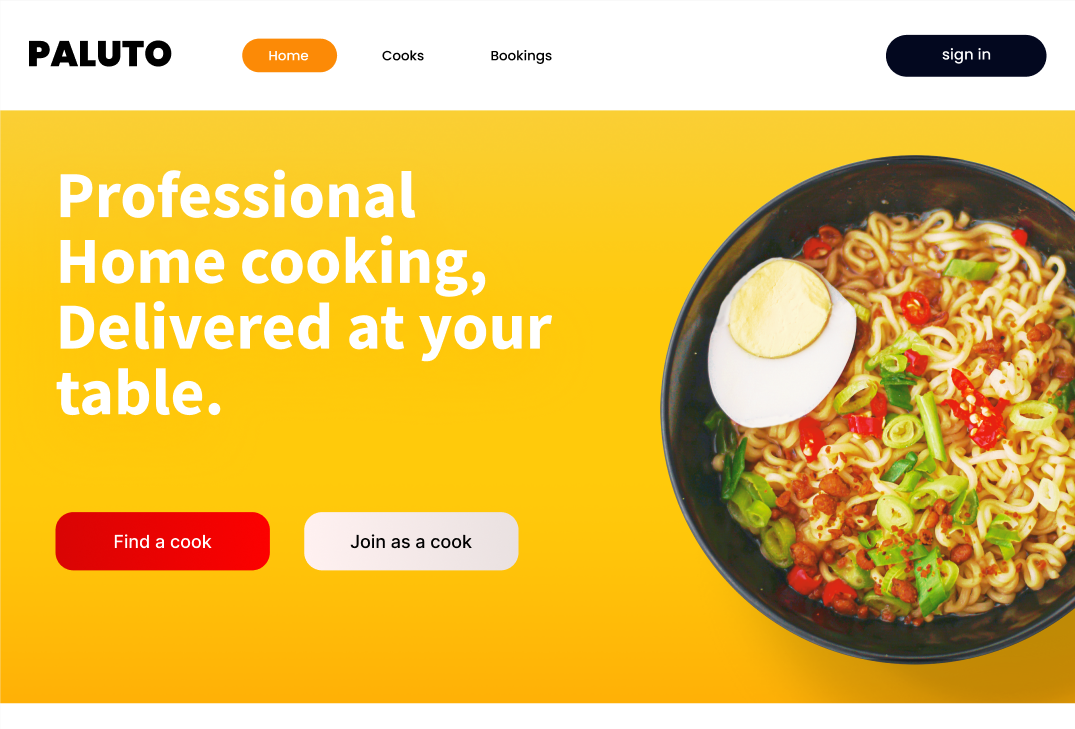 PALUTO
Home
Cooks
Bookings
sign in
Professional
Home cooking,
Delivered at your
table.
Find a cook
Join as a cook